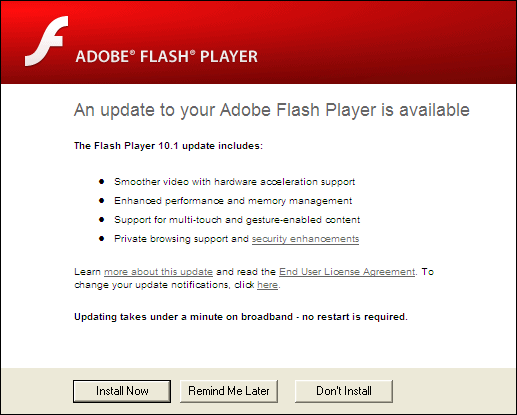 ADOBE® FLASH® PLAYER
An update to your Adobe Flash Player is available
The Flash Player 10.1 update includes:
● Smoother video with hardware acceleration support
● Enhanced performance and memory management
● Support for multi-touch and gesture-enabled content
● Private browsing support and security enhancements
Learn more about this update and read the End User License Agreement. To
change your update notifications, click here.
Updating takes under a minute on broadband - no restart is required.
Install Now
Remind Me Later
Don't Install